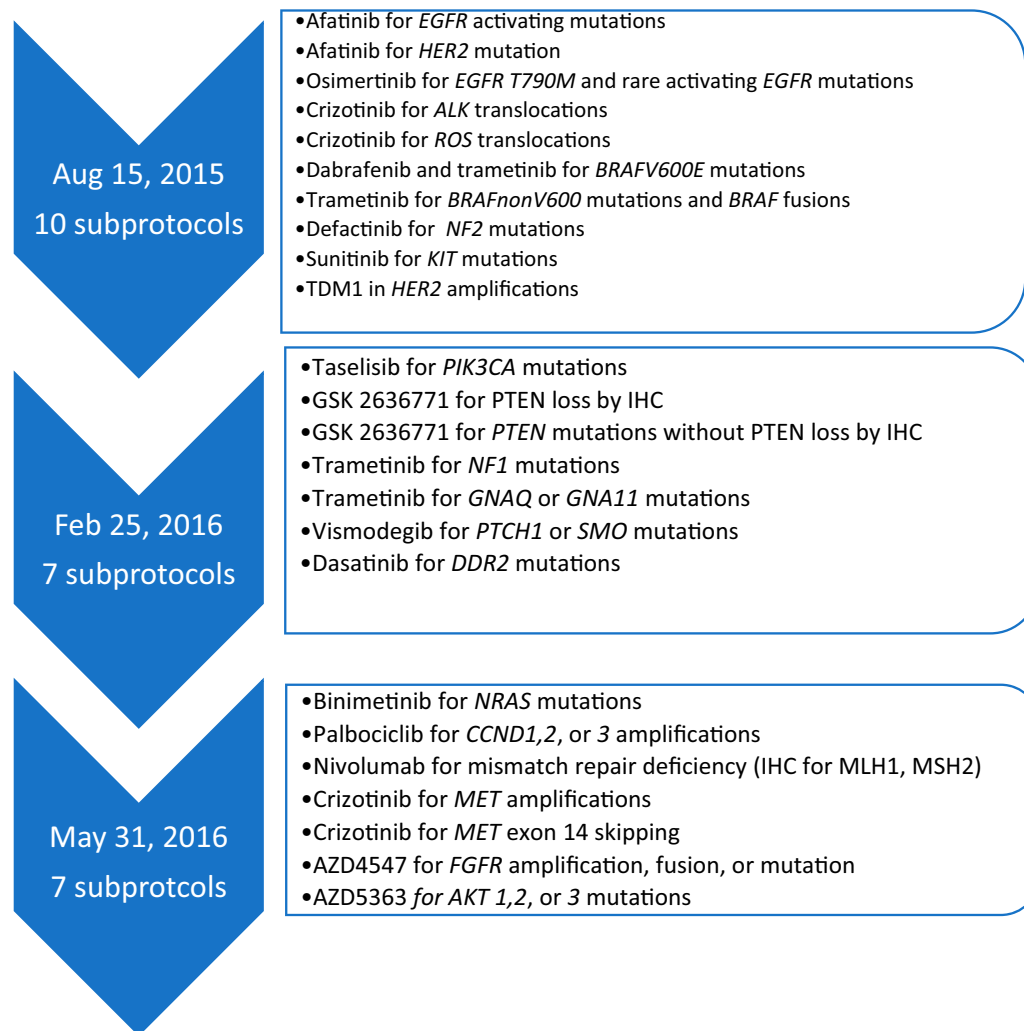 Aug 15, 2015
10 subprotocols
•Afatinib for EGFR activating mutations
•Afatinib for HER2 mutation
•Osimertinib for EGFR T790M and rare activating EGFR mutations
•Crizotinib for ALK translocations
•Crizotinib for ROS translocations
•Dabrafenib and trametinib for BRAFV600E mutations
•Trametinib for BRAFnonV600 mutations and BRAF fusions
•Defactinib for NF2 mutations
•Sunitinib for KIT mutations
•TDM1 in HER2 amplifications
Feb 25, 2016
7 subprotocols
•Taselisib for PIK3CA mutations
•GSK 2636771 for PTEN loss by IHC
•GSK 2636771 for PTEN mutations without PTEN loss by IHC
•Trametinib for NF1 mutations
•Trametinib for GNAQ or GNA11 mutations
•Vismodegib for PTCH1 or SMO mutations
•Dasatinib for DDR2 mutations
May 31, 2016
7 subprotcols
•Binimetinib for NRAS mutations
•Palbociclib for CCND1,2, or 3 amplifications
•Nivolumab for mismatch repair deficiency (IHC for MLH1, MSH2)
•Crizotinib for MET amplifications
•Crizotinib for MET exon 14 skipping
•AZD4547 for FGFR amplification, fusion, or mutation
•AZD5363 for AKT 1,2, or 3 mutations